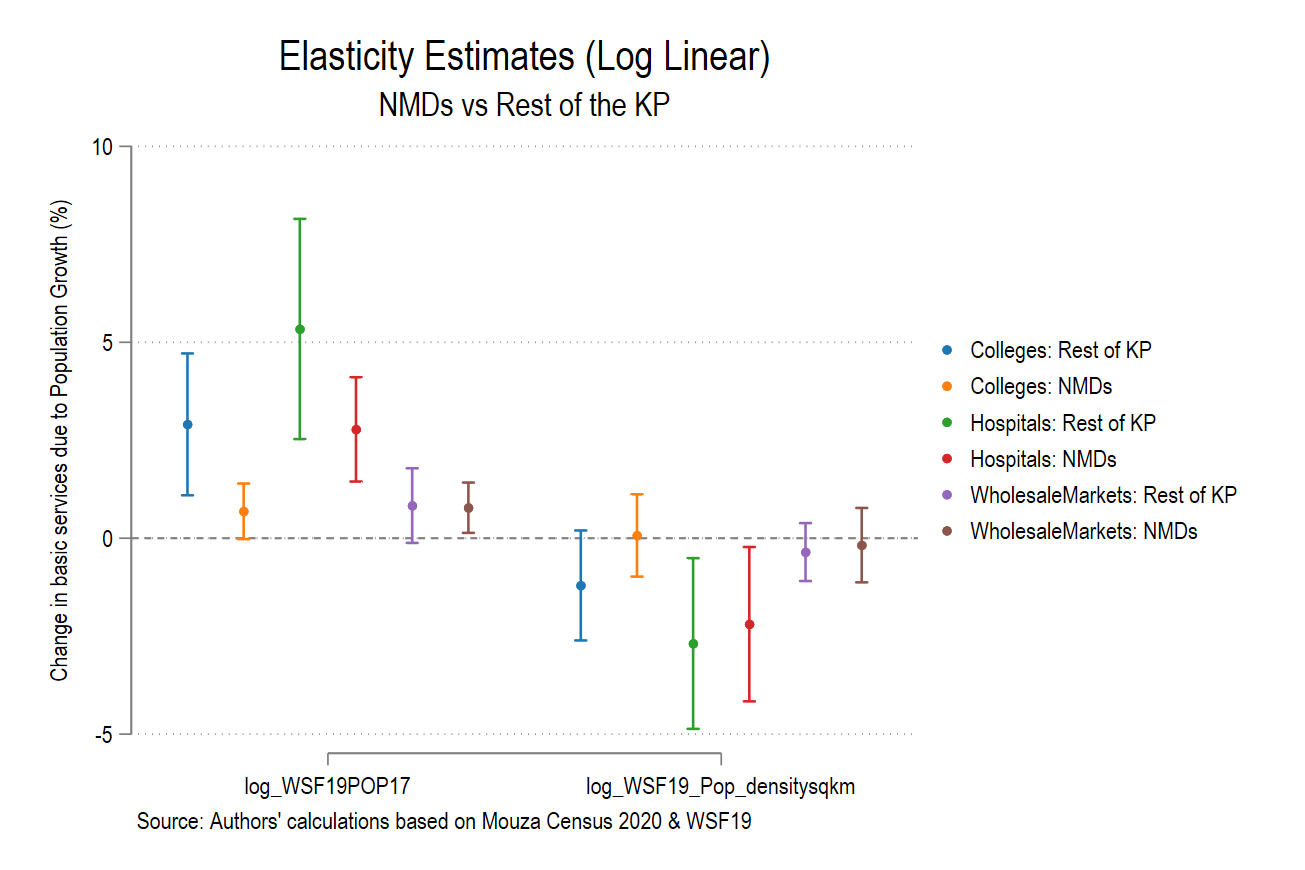 Elasticity Estimates (Log Linear)
NMDs vs Rest of the KP
Change in basic services due to Population Growth (%)
10
5
0
-5
log_WSF19POP17
log_WSF19_Pop_densitysqkm
Source: Authors' calculations based on Mouza Census 2020 & WSF19
Colleges: Rest of KP
Colleges: NMDs
Hospitals: Rest of KP
Hospitals: NMDs
WholesaleMarkets: Rest of KP
WholesaleMarkets: NMDs